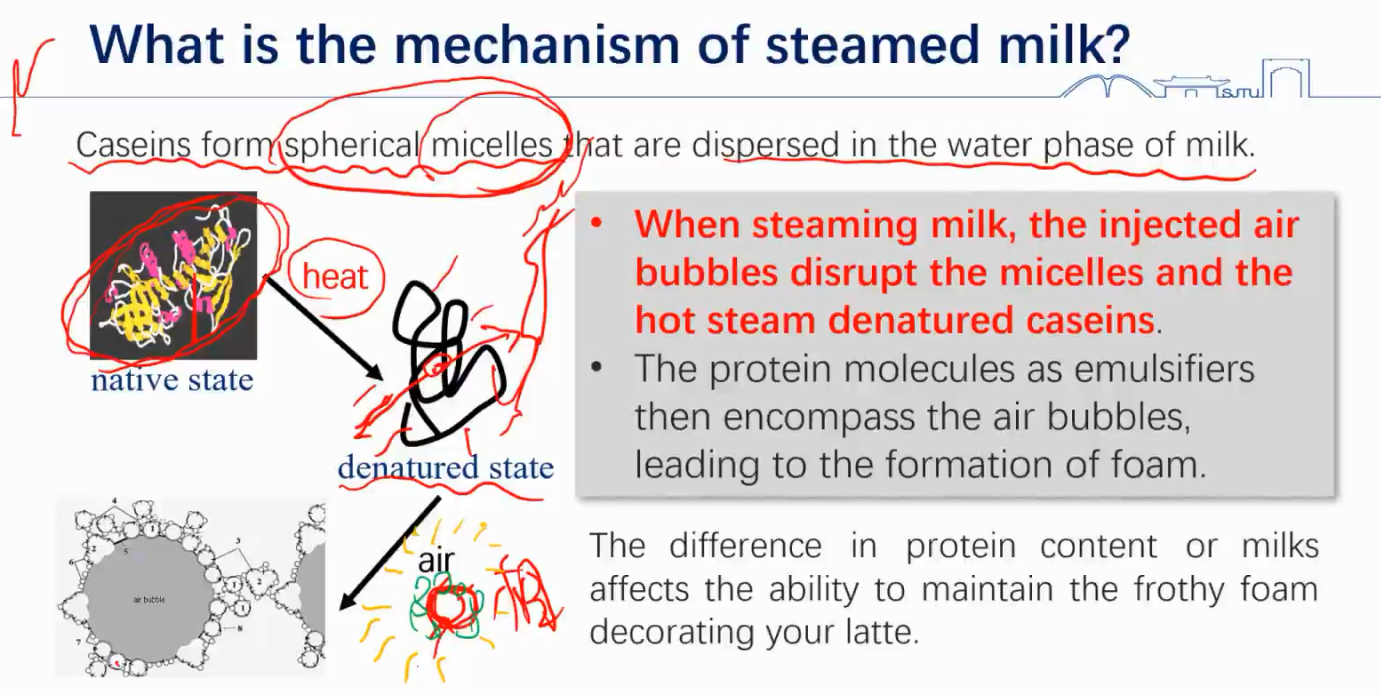 What is the mechanism of steamed milk?
smu
Caseins form spherical micelles that are dispersed in the water phase of milk.
heat
native state
denatured state
• When steaming milk, the injected air
bubbles disrupt the micelles and the
hot steam denatured caseins.
• The protein molecules as emulsifiers
then encompass the air bubbles,
leading to the formation of foam.
air
4
1
2
5
3
6
1
2
air bubble
1
7
8
The difference in protein content or milks
affects the ability to maintain the frothy foam
decorating your latte.